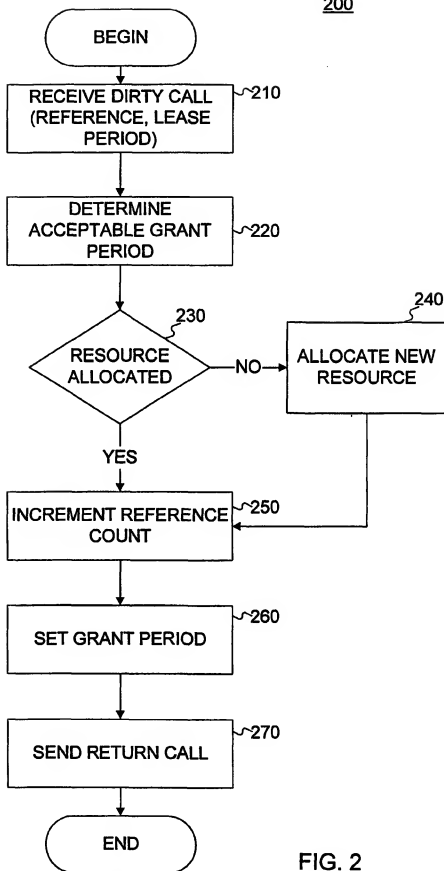 200
BEGIN
RECEIVE DIRTY CALL
(REFERENCE, LEASE
PERIOD)
210
DETERMINE
ACCEPTABLE GRANT
PERIOD
220
230
RESOURCE
ALLOCATED
NO
240
ALLOCATE NEW
RESOURCE
YES
INCREMENT REFERENCE
COUNT
250
SET GRANT PERIOD
260
SEND RETURN CALL
270
END
FIG. 2